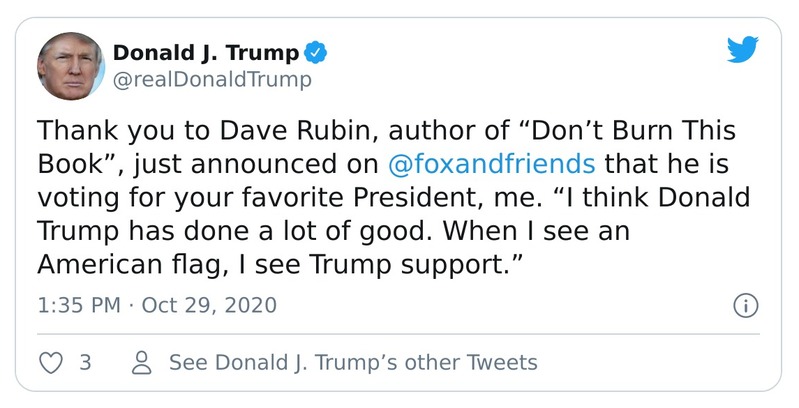 Donald J. Trump
@realDonaldTrump
Thank you to Dave Rubin, author of “Don’t Burn This
Book”, just announced on @foxandfriends that he is
voting for your favorite President, me. “I think Donald
Trump has done a lot of good. When I see an
American flag, I see Trump support.”
1:35 PM · Oct 29, 2020
3 See Donald J. Trump’s other Tweets